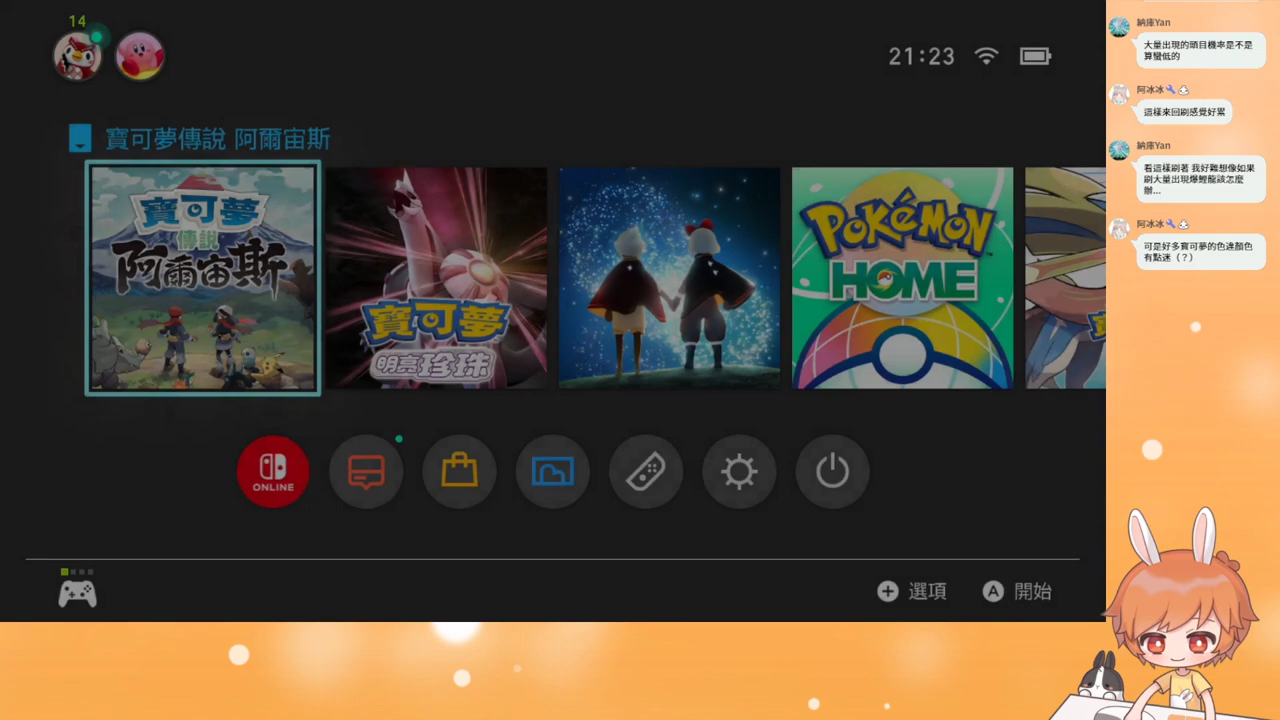 14
21:23
寶可夢傳說 阿爾宙斯
寶可夢
傳說
阿爾宙斯
寶可夢
明亮珍珠
POKéMON
HOME
ONLINE
選項
A
開始
納庫Yan
大量出現的頭目機率是不是
算蠻低的
阿冰冰
這樣來回刷感覺好累
納庫Yan
看這樣刷著 我好難想像如果
刷大量出現爆鯉龍該怎麼
辦...
阿冰冰
可是好多寶可夢的色違顏色
有點迷（？）